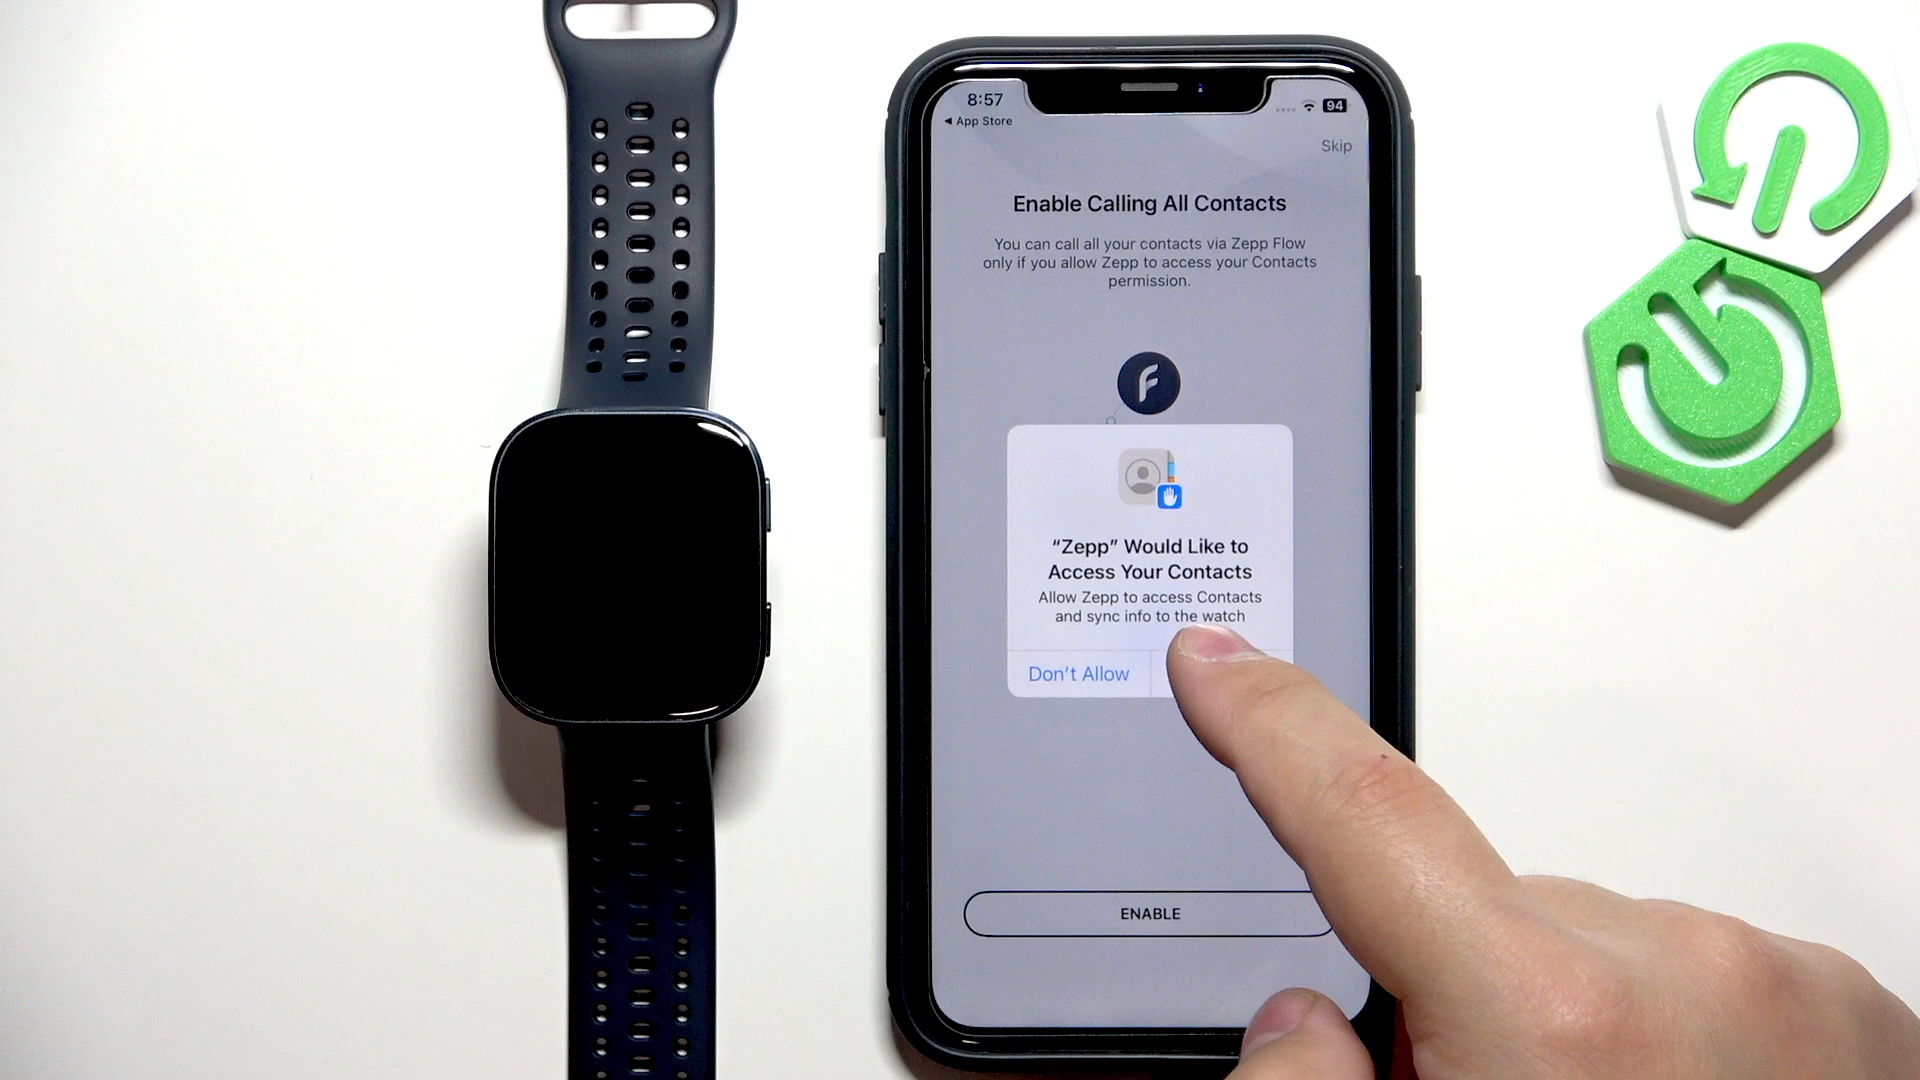 8:57
94
◀ App Store
Skip
Enable Calling All Contacts
You can call all your contacts via Zepp Flow
only if you allow Zepp to access your Contacts
permission.
“Zepp” Would Like to
Access Your Contacts
Allow Zepp to access Contacts
and sync info to the watch
Don’t Allow
ENABLE